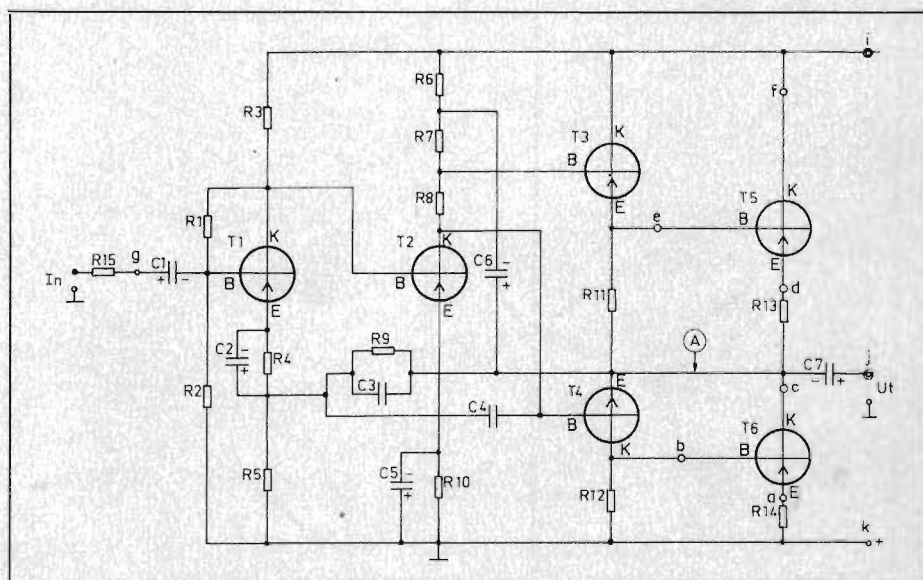 i
R6
f
R3
K
R7
T3
B
K
R8
E
T5
R1
K
e
B
T1
T2
K
C6
-
+
E
g
C1
R15
+
-
d
In
B
B
R11
R13
E
E
R9
A
C7
j
C2
-
+
R4
-
+
Ut
C3
E
c
T4
R2
C4
K
B
T6
K
b
B
C5
-
+
R5
R10
a
E
R12
R14
k
+